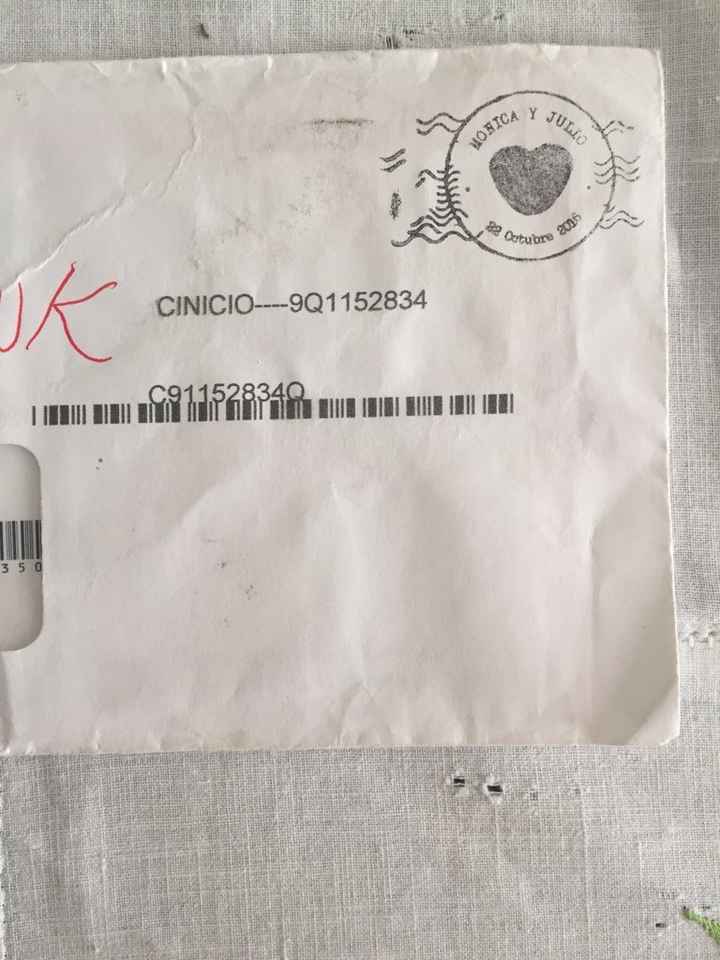 MONICA Y JULIO
22 Octubre 2016
UK
CINICIO----9Q1152834
C91152834Q
350